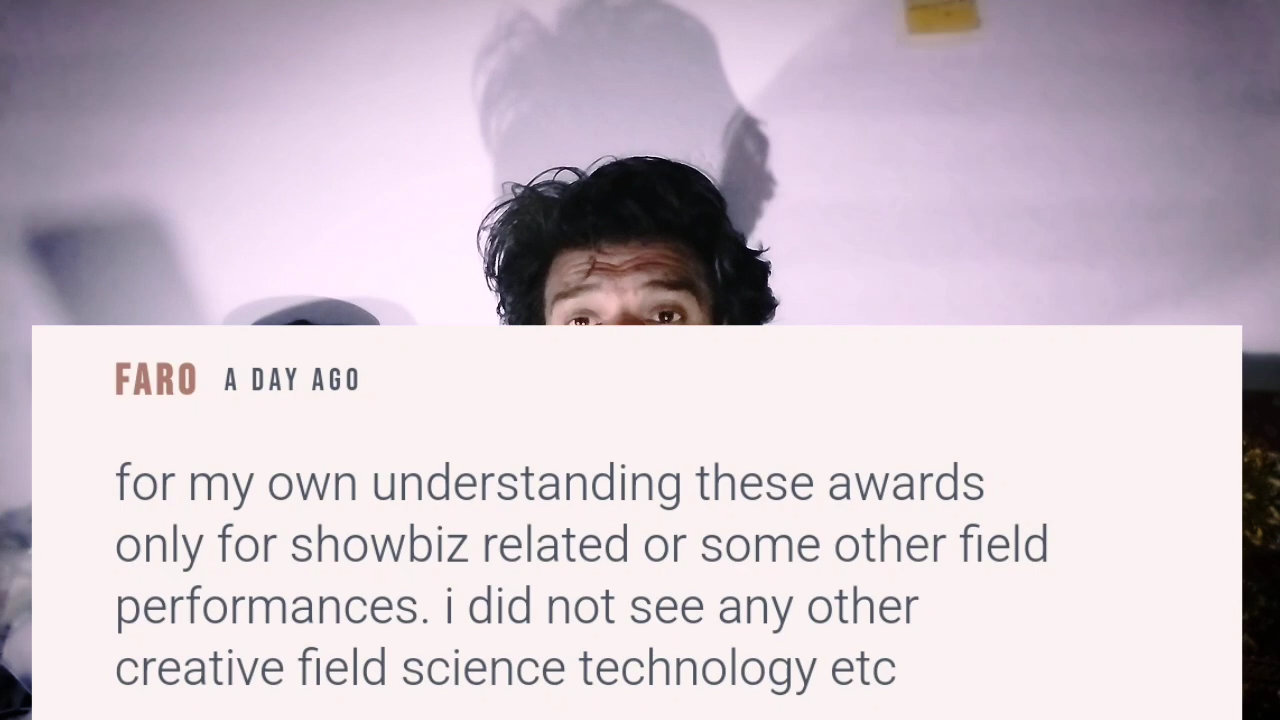 FARO A DAY AGO
for my own understanding these awards
only for showbiz related or some other field
performances. i did not see any other
creative field science technology etc